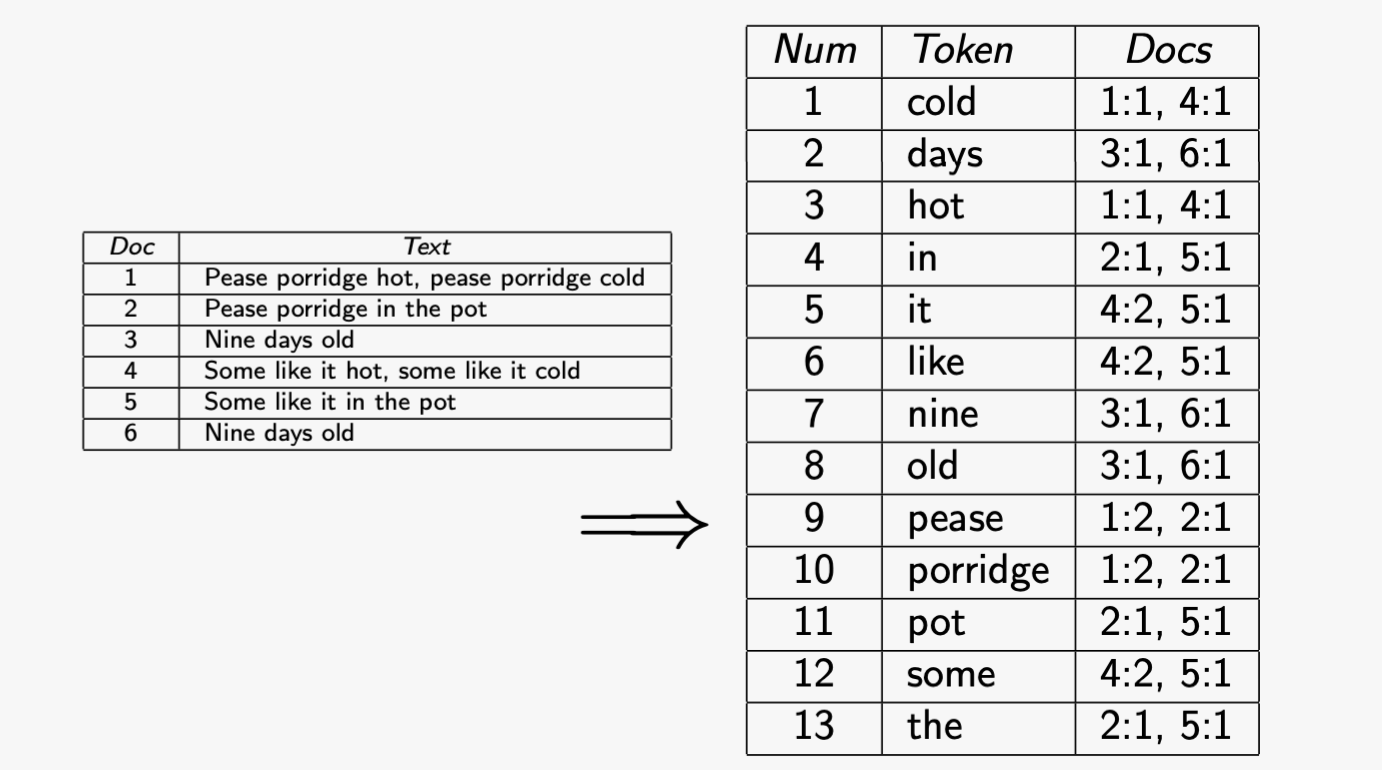 Doc Text
1 Pease porridge hot, pease porridge cold
2 Pease porridge in the pot
3 Nine days old
4 Some like it hot, some like it cold
5 Some like it in the pot
6 Nine days old
Num Token Docs
1 cold 1:1, 4:1
2 days 3:1, 6:1
3 hot 1:1, 4:1
4 in 2:1, 5:1
5 it 4:2, 5:1
6 like 4:2, 5:1
7 nine 3:1, 6:1
8 old 3:1, 6:1
9 pease 1:2, 2:1
10 porridge 1:2, 2:1
11 pot 2:1, 5:1
12 some 4:2, 5:1
13 the 2:1, 5:1